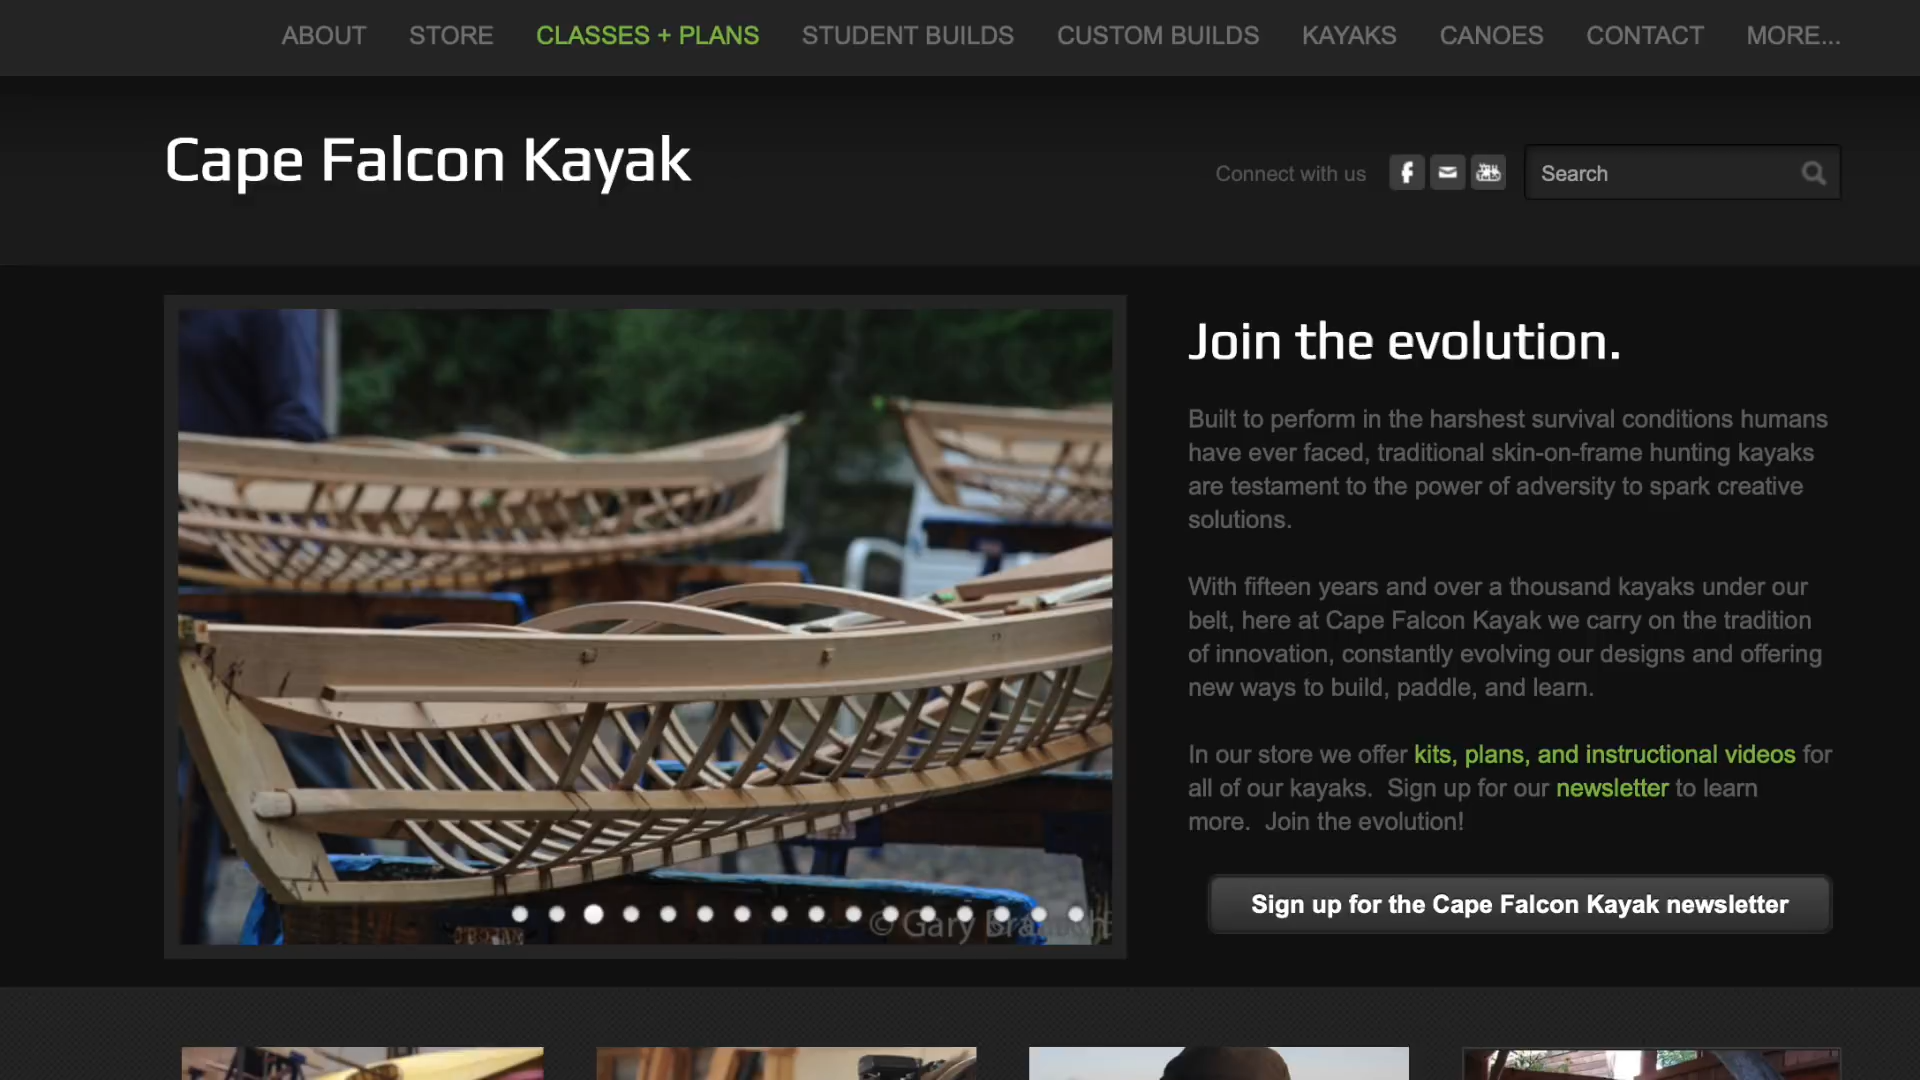 ABOUT STORE CLASSES + PLANS STUDENT BUILDS CUSTOM BUILDS KAYAKS CANOES CONTACT MORE...
Cape Falcon Kayak
Connect with us
Search
Join the evolution.
Built to perform in the harshest survival conditions humans
have ever faced, traditional skin-on-frame hunting kayaks
are testament to the power of adversity to spark creative
solutions.
With fifteen years and over a thousand kayaks under our
belt, here at Cape Falcon Kayak we carry on the tradition
of innovation, constantly evolving our designs and offering
new ways to build, paddle, and learn.
In our store we offer kits, plans, and instructional videos for
all of our kayaks. Sign up for our newsletter to learn
more. Join the evolution!
© Gary
Sign up for the Cape Falcon Kayak newsletter